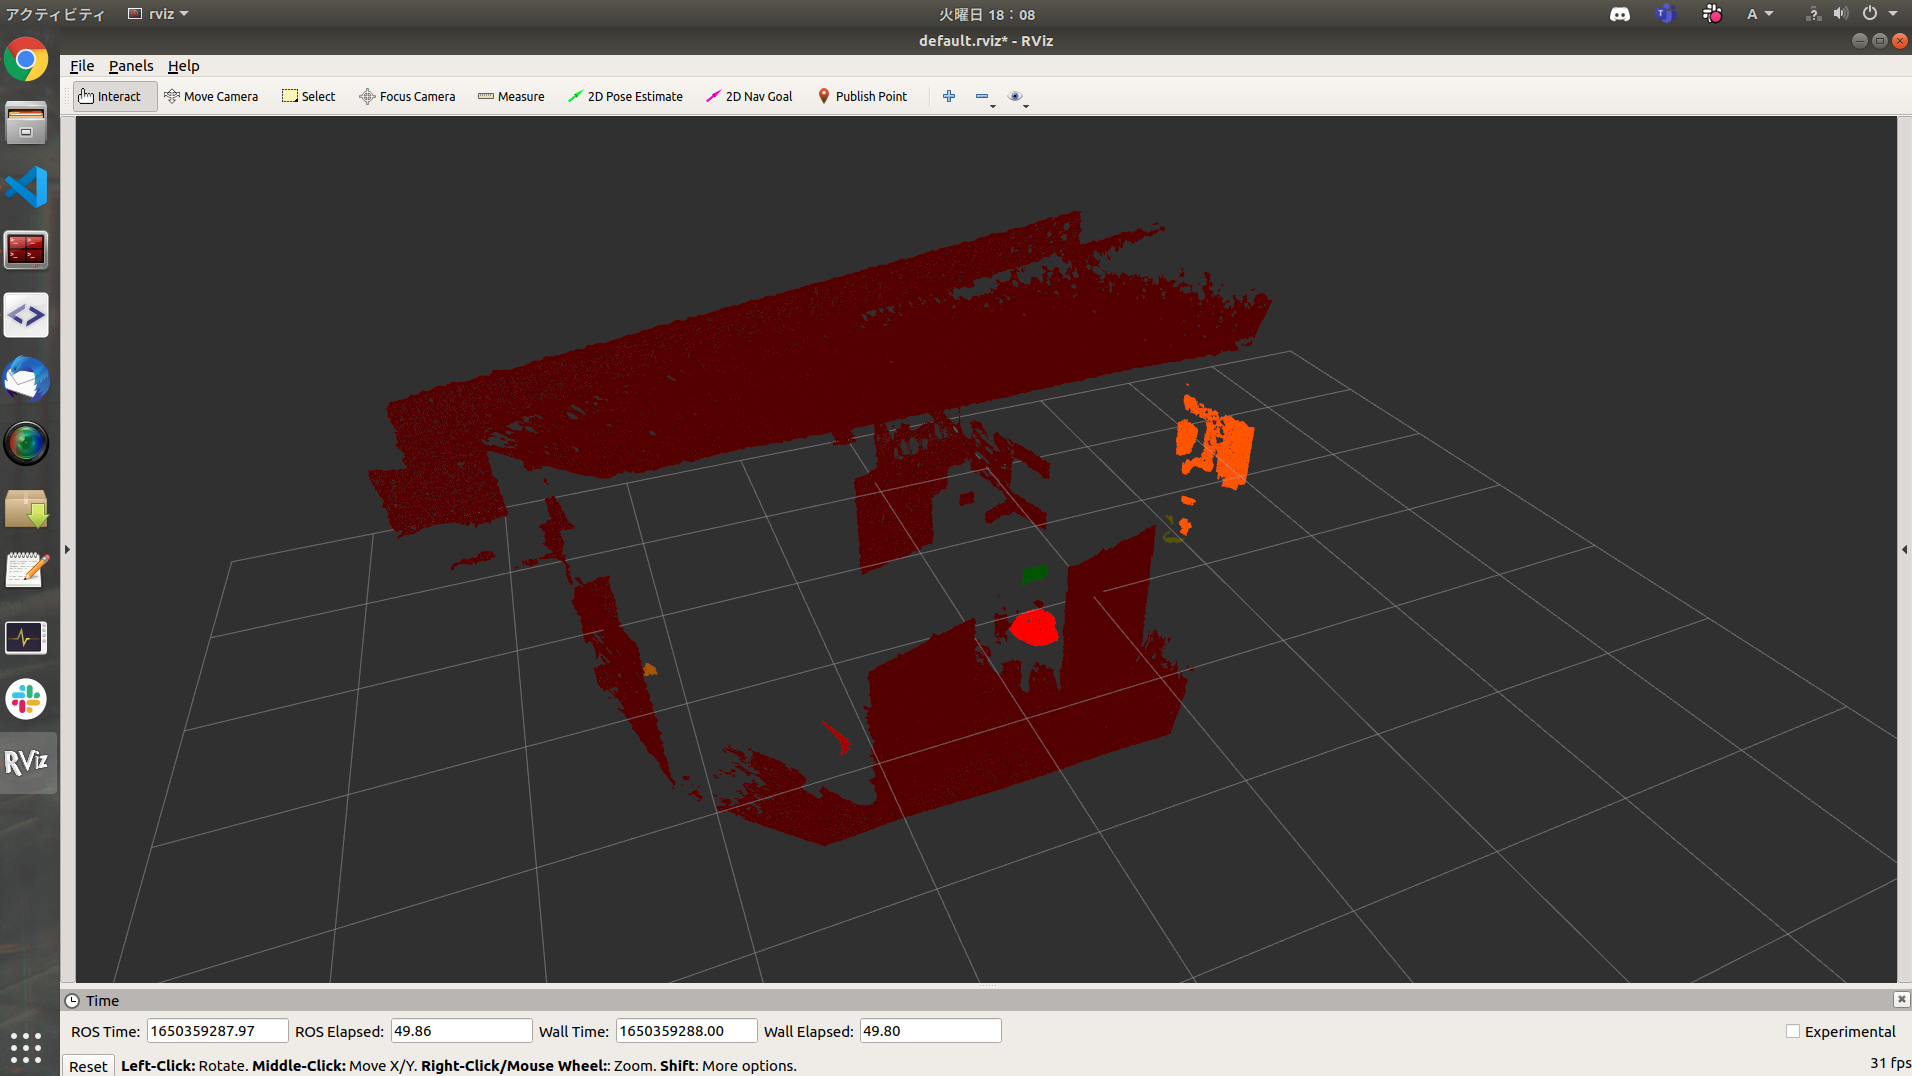 アクティビティ rviz 火曜日 18：08 A
default.rviz* - RViz
File Panels Help
Interact Move Camera Select Focus Camera Measure 2D Pose Estimate 2D Nav Goal Publish Point
RViz
Time
ROS Time: 1650359287.97 ROS Elapsed: 49.86 Wall Time: 1650359288.00 Wall Elapsed: 49.80 Experimental
Reset Left-Click: Rotate. Middle-Click: Move X/Y. Right-Click/Mouse Wheel:: Zoom. Shift: More options. 31 fps